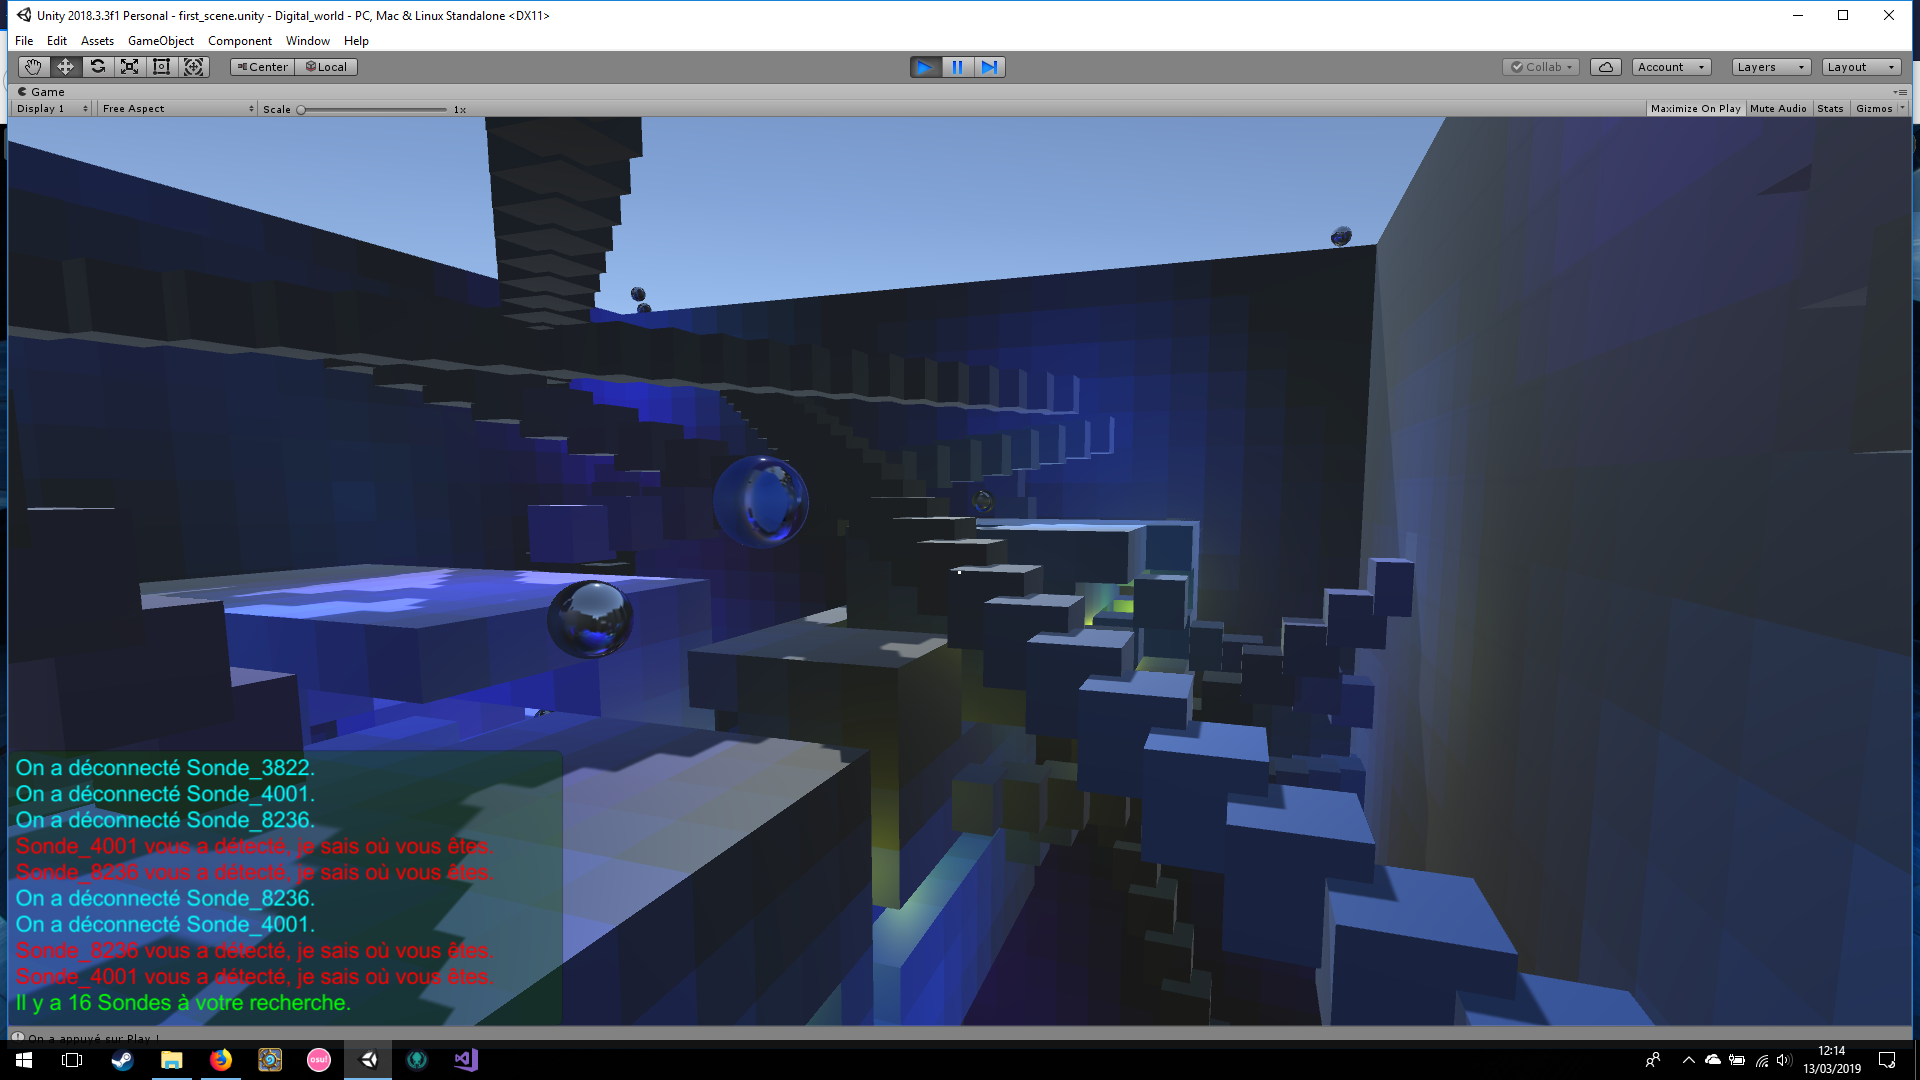 Unity 2018.3.3f1 Personal - first_scene.unity - Digital_world - PC, Mac & Linux Standalone <DX11>
File Edit Assets GameObject Component Window Help
Center Local Collab Account Layers Layout
Game
Display 1 Free Aspect Scale 1x Maximize On Play Mute Audio Stats Gizmos
On a déconnecté Sonde_3822.
On a déconnecté Sonde_4001.
On a déconnecté Sonde_8236.
Sonde_4001 vous a détecté, je sais où vous êtes.
Sonde_8236 vous a détecté, je sais où vous êtes.
On a déconnecté Sonde_8236.
On a déconnecté Sonde_4001.
Sonde_8236 vous a détecté, je sais où vous êtes.
Sonde_4001 vous a détecté, je sais où vous êtes.
Il y a 16 Sondes à votre recherche.
On a appuyé sur Play !
osu!
12:14
13/03/2019